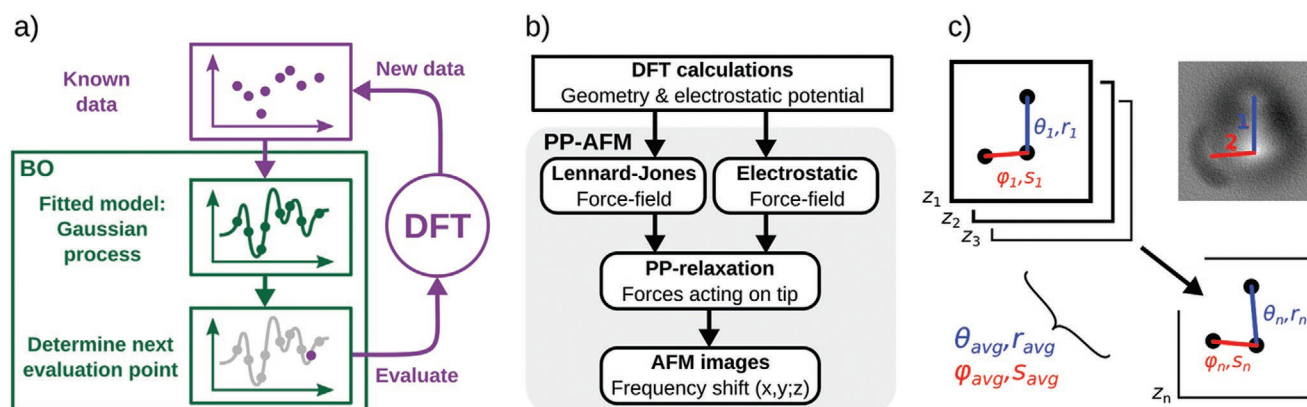 a)
Known
data
New data
BO
Fitted model:
Gaussian
process
DFT
Determine next
evaluation point
Evaluate
b)
DFT calculations
Geometry & electrostatic potential
PP-AFM
Lennard-Jones
Force-field
Electrostatic
Force-field
PP-relaxation
Forces acting on tip
AFM images
Frequency shift (x,y;z)
c)
θ1,r1
φ1,s1
z1
z2
z3
1
2
θn,rn
φn,sn
zn
θavg,ravg
φavg,savg